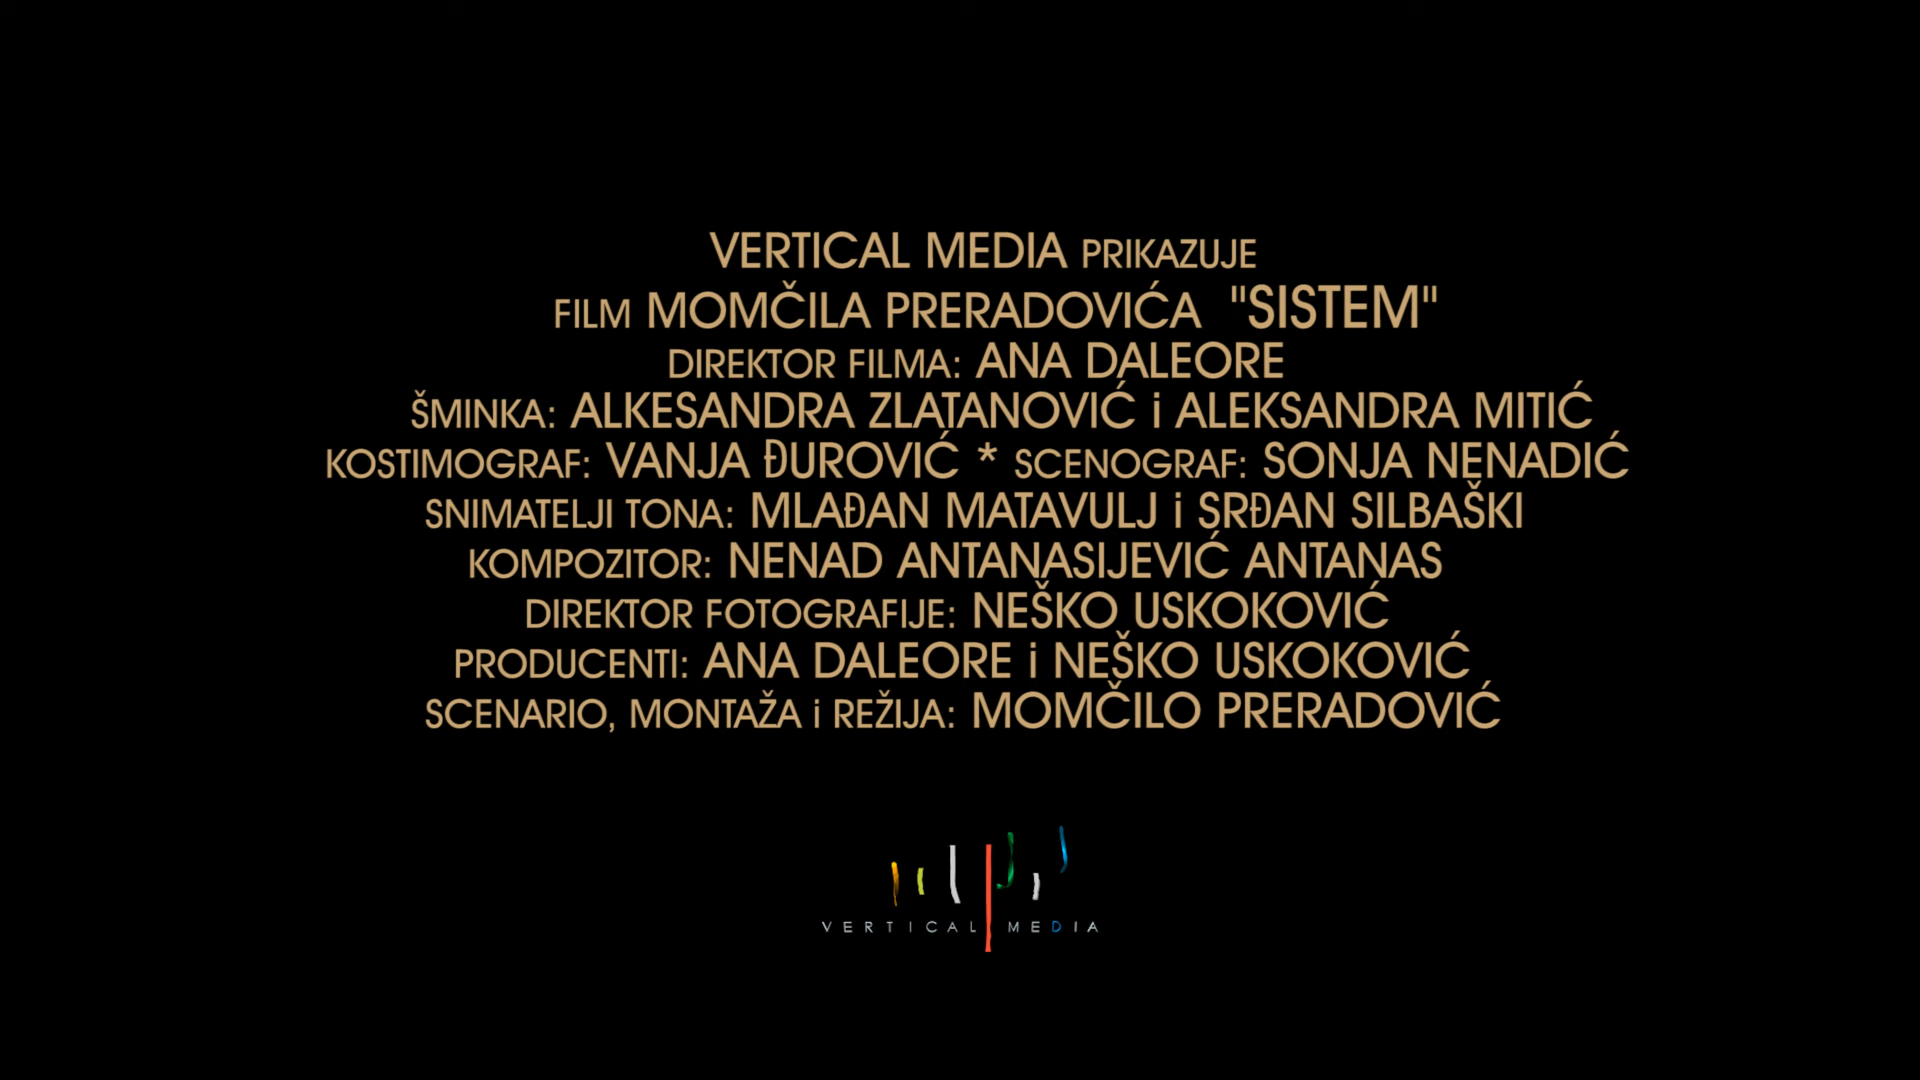 VERTICAL MEDIA PRIKAZUJE
FILM MOMČILA PRERADOVIĆA "SISTEM"
DIREKTOR FILMA: ANA DALEORE
ŠMINKA: ALKESANDRA ZLATANOVIĆ i ALEKSANDRA MITIĆ
KOSTIMOGRAF: VANJA ĐUROVIĆ * SCENOGRAF: SONJA NENADIĆ
SNIMATELJI TONA: MLAĐAN MATAVULJ i SRĐAN SILBAŠKI
KOMPOZITOR: NENAD ANTANASIJEVIĆ ANTANAS
DIREKTOR FOTOGRAFIJE: NEŠKO USKOKOVIĆ
PRODUCENTI: ANA DALEORE i NEŠKO USKOKOVIĆ
SCENARIO, MONTAŽA i REŽIJA: MOMČILO PRERADOVIĆ
VERTICAL MEDIA